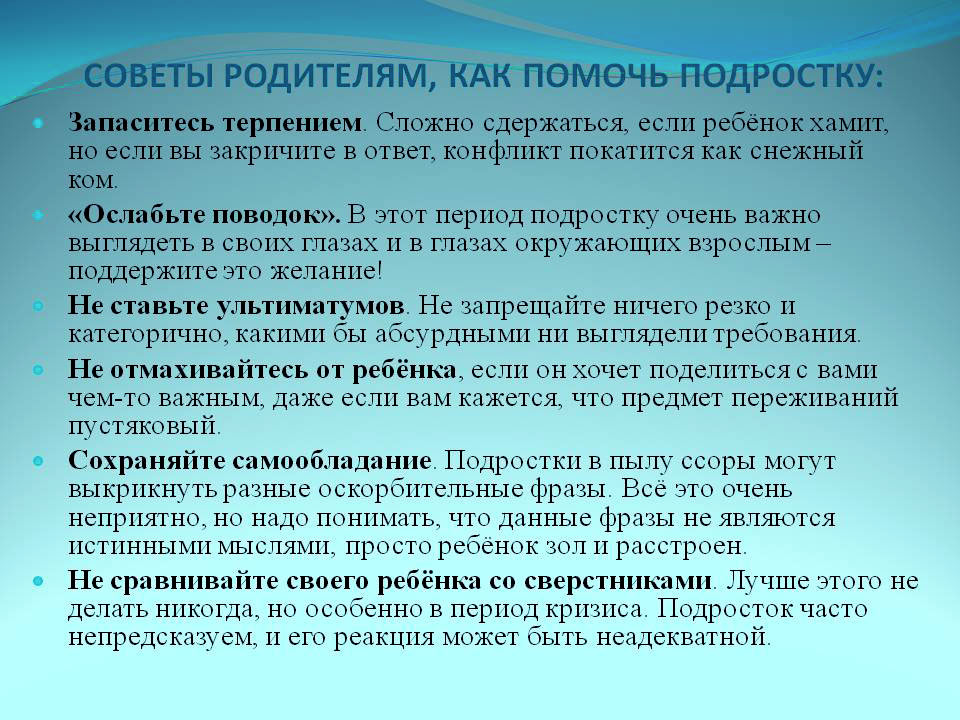 СОВЕТЫ РОДИТЕЛЯМ, КАК ПОМОЧЬ ПОДРОСТКУ:
Запаситесь терпением. Сложно сдержаться, если ребёнок хамит,
но если вы закричите в ответ, конфликт покатится как снежный
ком.
«Ослабьте поводок». В этот период подростку очень важно
выглядеть в своих глазах и в глазах окружающих взрослым –
поддержите это желание!
Не ставьте ультиматумов. Не запрещайте ничего резко и
категорично, какими бы абсурдными ни выглядели требования.
Не отмахивайтесь от ребёнка, если он хочет поделиться с вами
чем-то важным, даже если вам кажется, что предмет переживаний
пустяковый.
Сохраняйте самообладание. Подростки в пылу ссоры могут
выкрикнуть разные оскорбительные фразы. Всё это очень
неприятно, но надо понимать, что данные фразы не являются
истинными мыслями, просто ребёнок зол и расстроен.
Не сравнивайте своего ребёнка со сверстниками. Лучше этого не
делать никогда, но особенно в период кризиса. Подросток часто
непредсказуем, и его реакция может быть неадекватной.